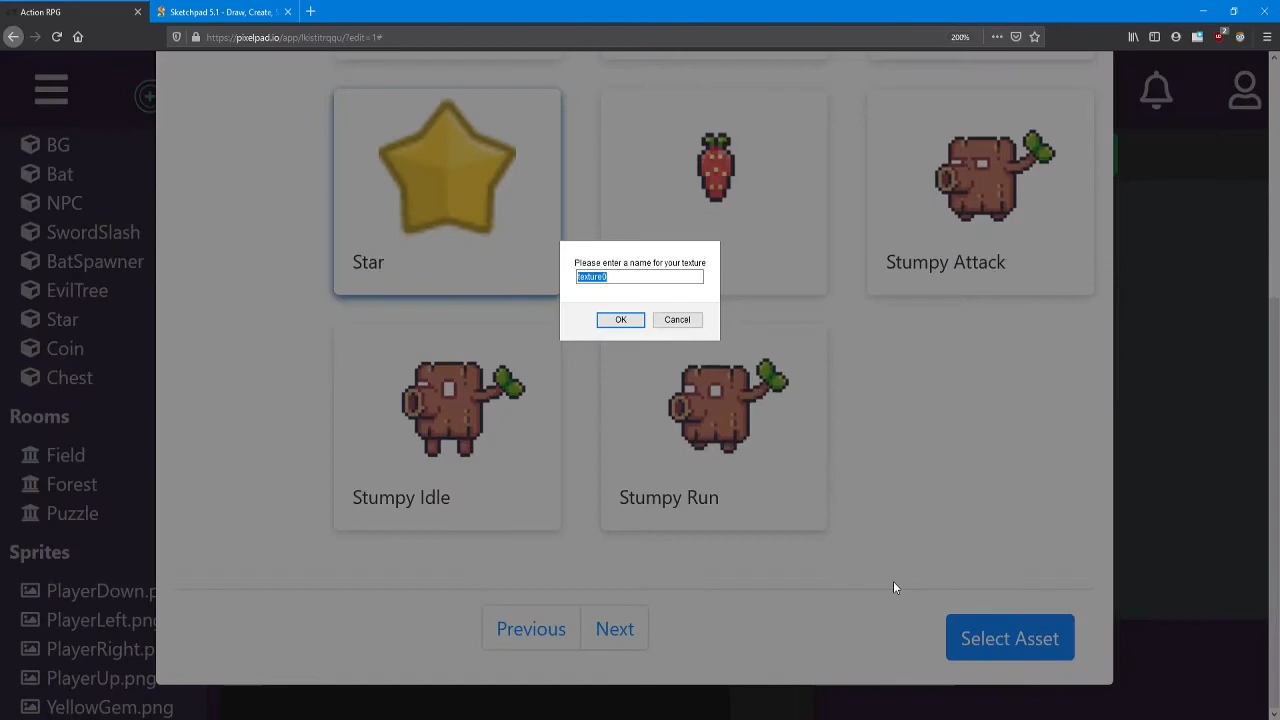 Action RPG
Sketchpad 5.1 - Draw, Create, S
https://pixelpad.io/app/lkistitrqqu/?edit=1#
200%
2
BG
Bat
NPC
SwordSlash
BatSpawner
EvilTree
Star
Coin
Chest
Rooms
Field
Forest
Puzzle
Sprites
PlayerDown.p
PlayerLeft.png
PlayerRight.p
PlayerUp.png
YellowGem.png
Star
Stumpy Attack
Please enter a name for your texture
texture0
OK
Cancel
Stumpy Idle
Stumpy Run
Previous
Next
Select Asset